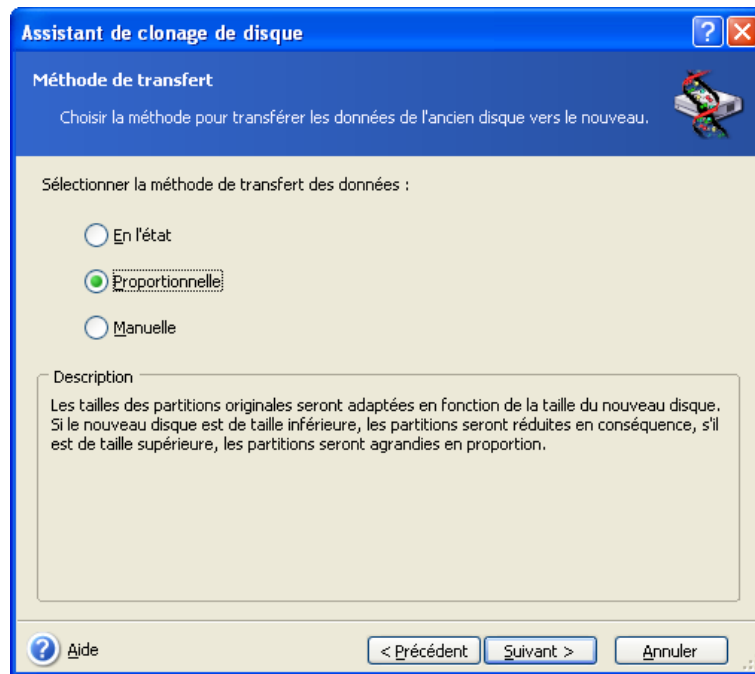 Assistant de clonage de disque
Méthode de transfert
Choisir la méthode pour transférer les données de l'ancien disque vers le nouveau.
Sélectionner la méthode de transfert des données :
En l'état
Proportionnelle
Manuelle
Description
Les tailles des partitions originales seront adaptées en fonction de la taille du nouveau disque.
Si le nouveau disque est de taille inférieure, les partitions seront réduites en conséquence, s'il
est de taille supérieure, les partitions seront agrandies en proportion.
Aide
< Précédent
Suivant >
Annuler